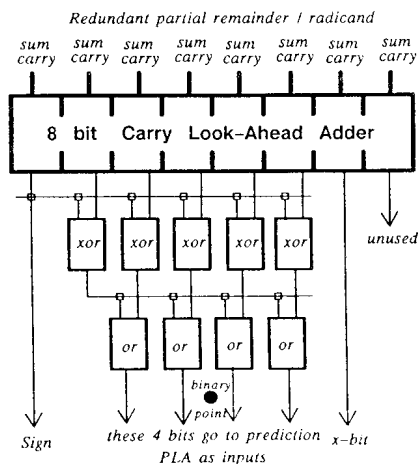 Redundant partial remainder / radicand
sum sum sum sum sum sum sum sum
carry carry carry carry carry carry carry carry
8 bit Carry Look-Ahead Adder
xor xor xor xor xor
unused
or or or or
binary
point
Sign these 4 bits go to prediction x-bit
PLA as inputs